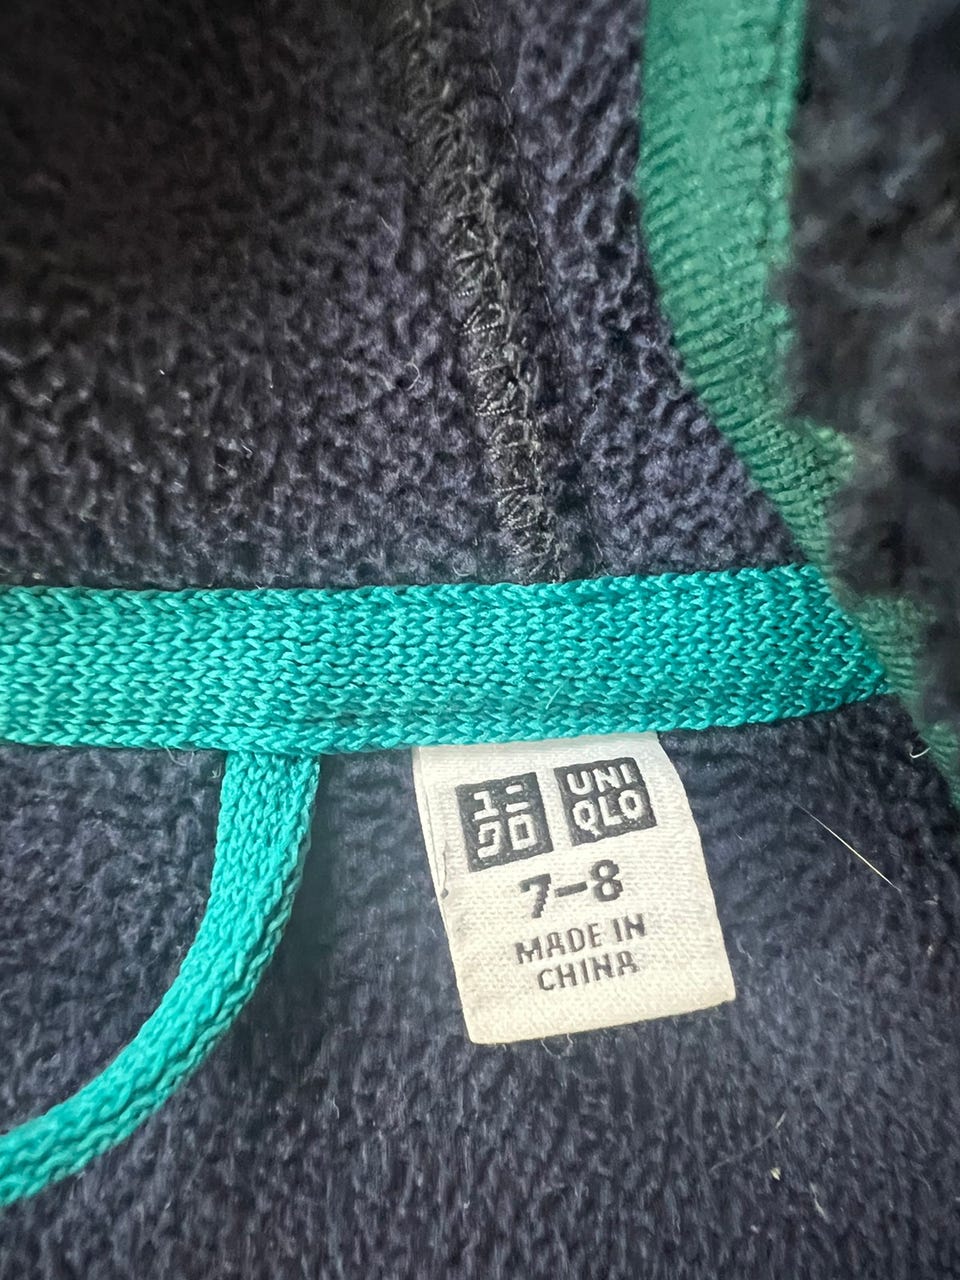 ユニ
クロ
UNI
QLO
7–8
MADE IN
CHINA